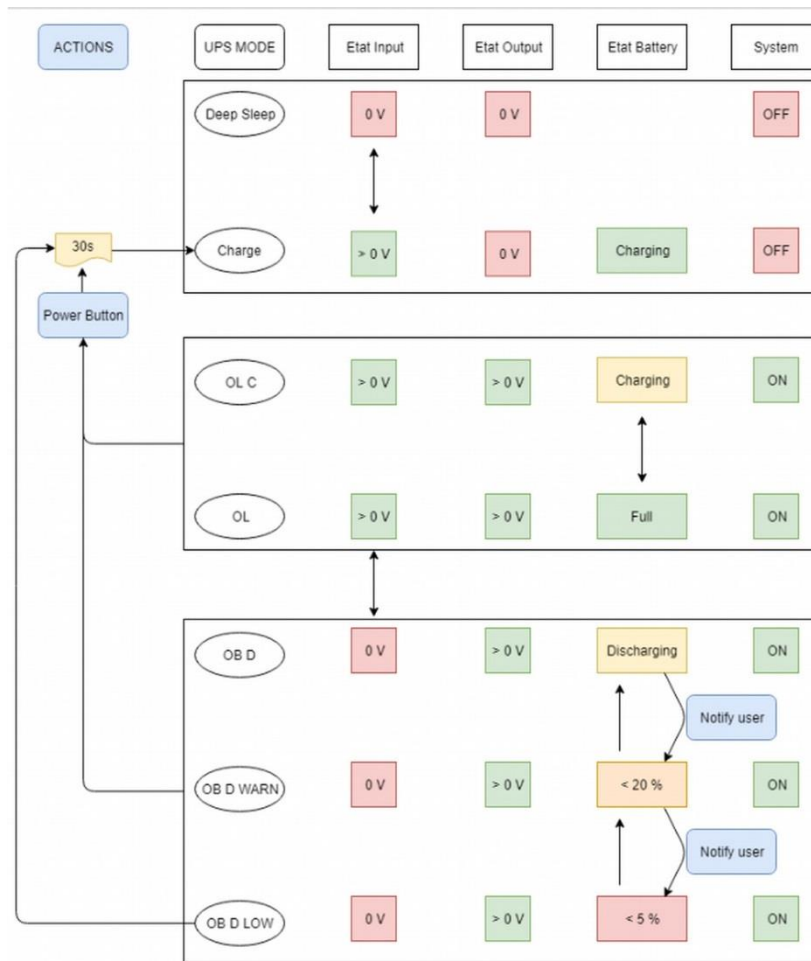 ACTIONS
UPS MODE
Etat Input
Etat Output
Etat Battery
System
Deep Sleep
0 V
0 V
OFF
30s
Charge
> 0 V
0 V
Charging
OFF
Power Button
OL C
> 0 V
> 0 V
Charging
ON
OL
> 0 V
> 0 V
Full
ON
OB D
0 V
> 0 V
Discharging
ON
Notify user
OB D WARN
0 V
> 0 V
< 20 %
ON
Notify user
OB D LOW
0 V
> 0 V
< 5 %
ON